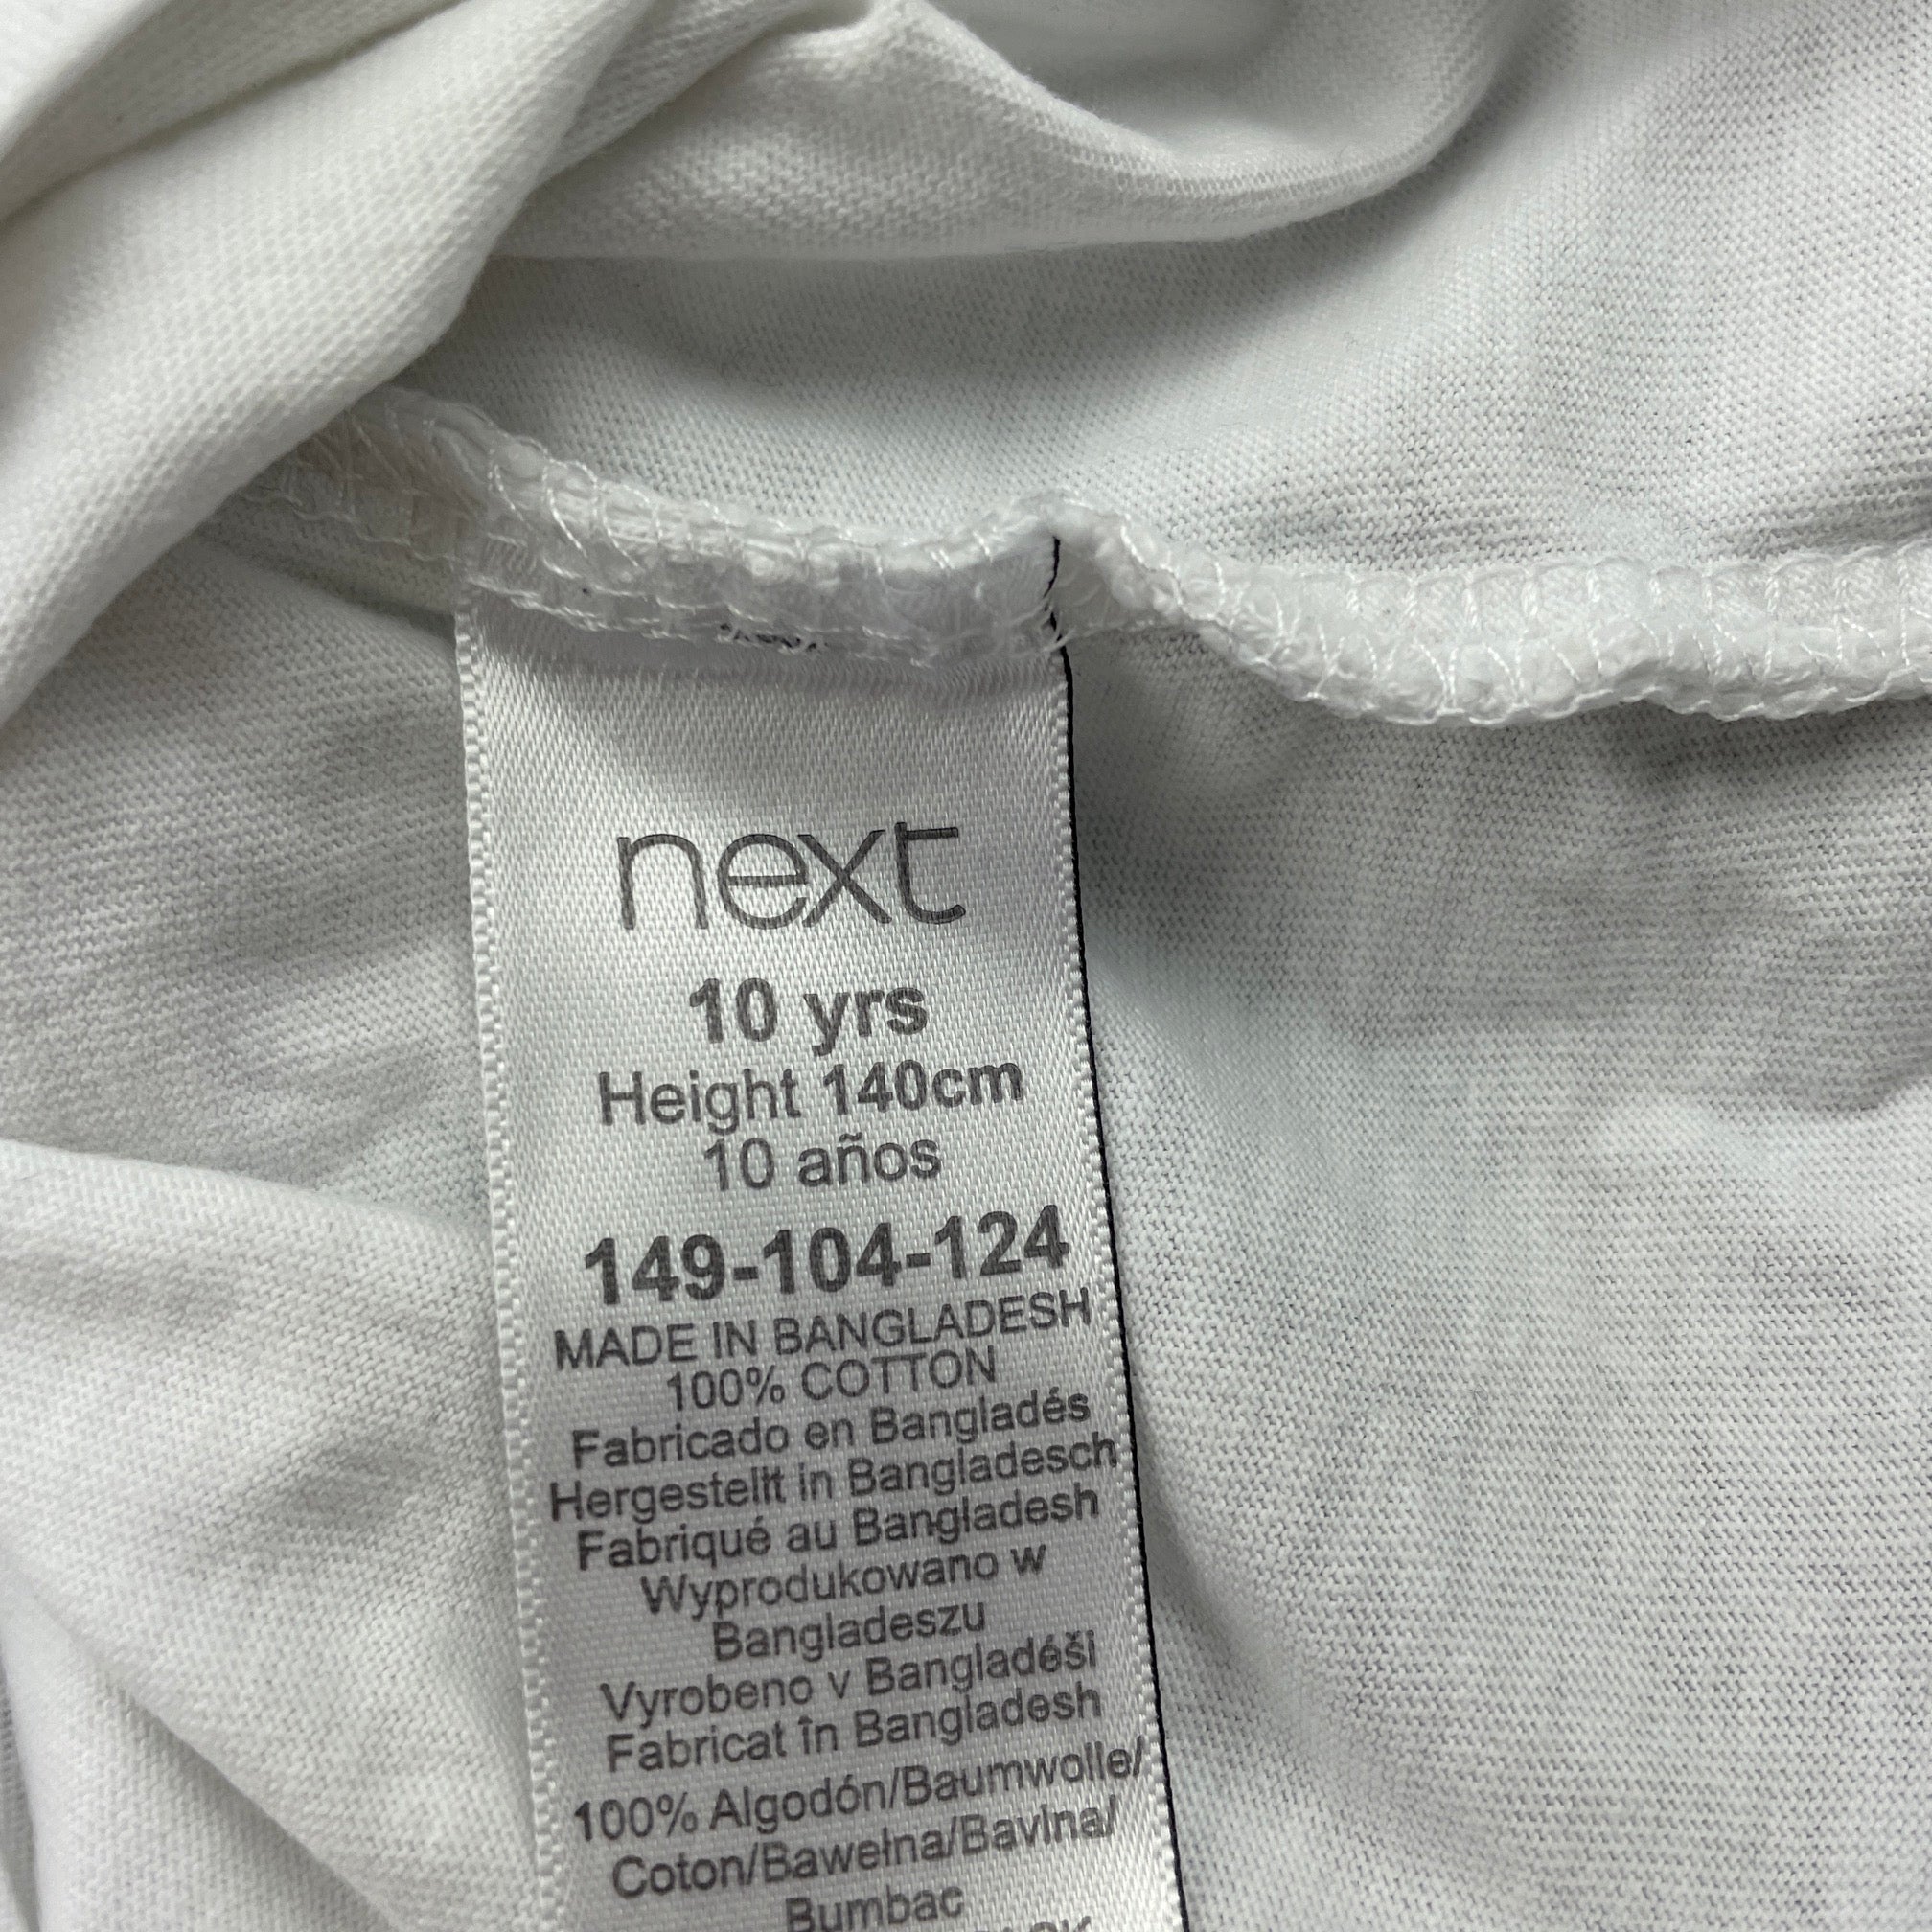 next
10 yrs
Height 140cm
10 años
149-104-124
MADE IN BANGLADESH
100% COTTON
Fabricado en Bangladés
Hergestellt in Bangladesch
Fabriqué au Bangladesh
Wyprodukowano w
Bangladeszu
Vyrobeno v Bangladéši
Fabricat în Bangladesh
100% Algodón/Baumwolle/
Coton/Bawełna/Bavlna/
Bumbac